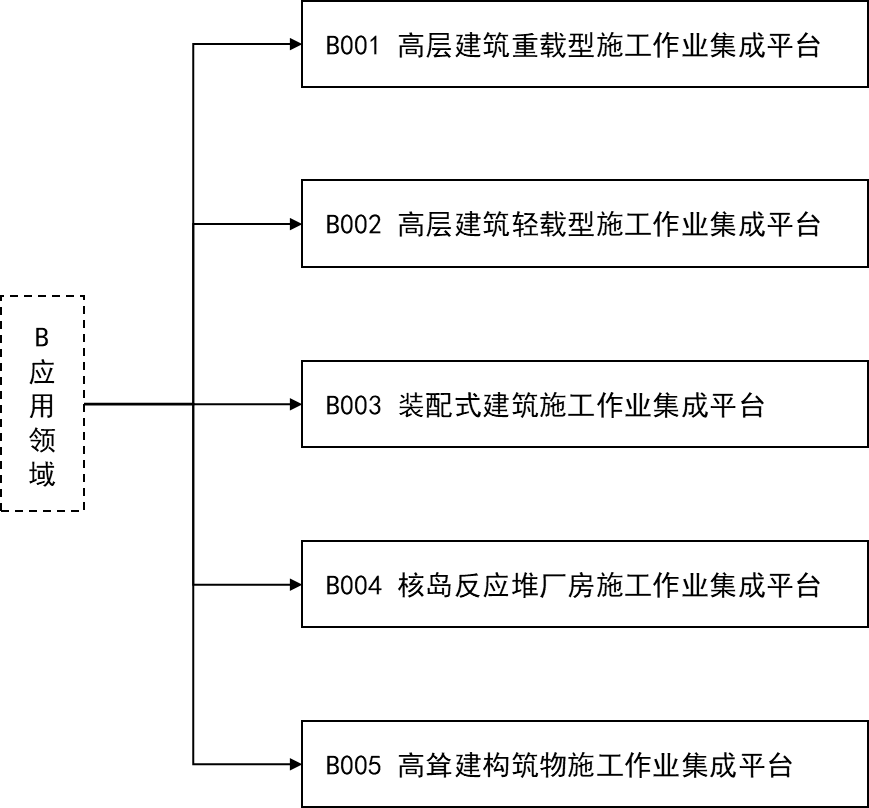 B001 高层建筑重载型施工作业集成平台
B002 高层建筑轻载型施工作业集成平台
B
应
用
领
域
B003 装配式建筑施工作业集成平台
B004 核岛反应堆厂房施工作业集成平台
B005 高耸建构筑物施工作业集成平台